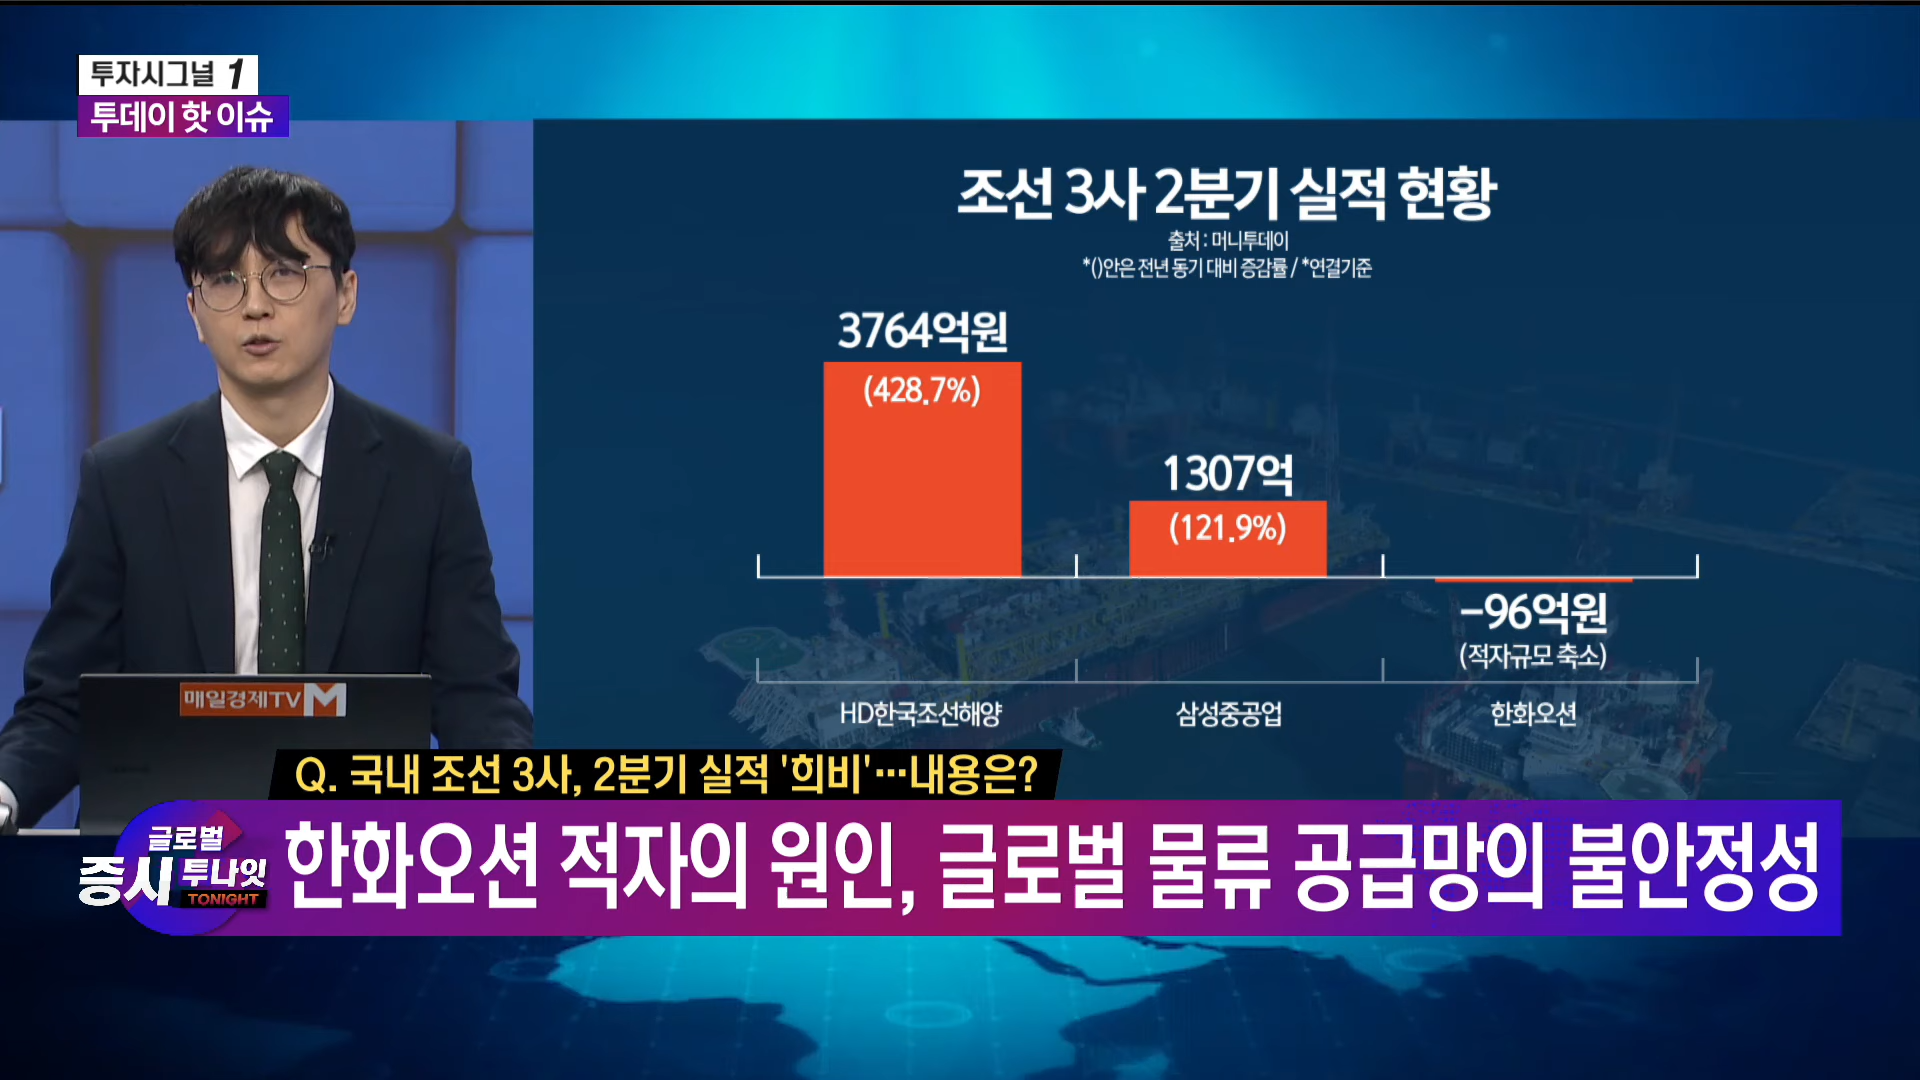 투자시그널 1
투데이 핫 이슈
조선 3사 2분기 실적 현황
출처 : 머니투데이
*()안은 전년 동기 대비 증감률 / *연결기준
3764억원
(428.7%)
1307억
(121.9%)
-96억원
(적자규모 축소)
HD한국조선해양
삼성중공업
한화오션
매일경제TV M
Q. 국내 조선 3사, 2분기 실적 '희비'…내용은?
글로벌
증시 투나잇
TONIGHT
한화오션 적자의 원인, 글로벌 물류 공급망의 불안정성